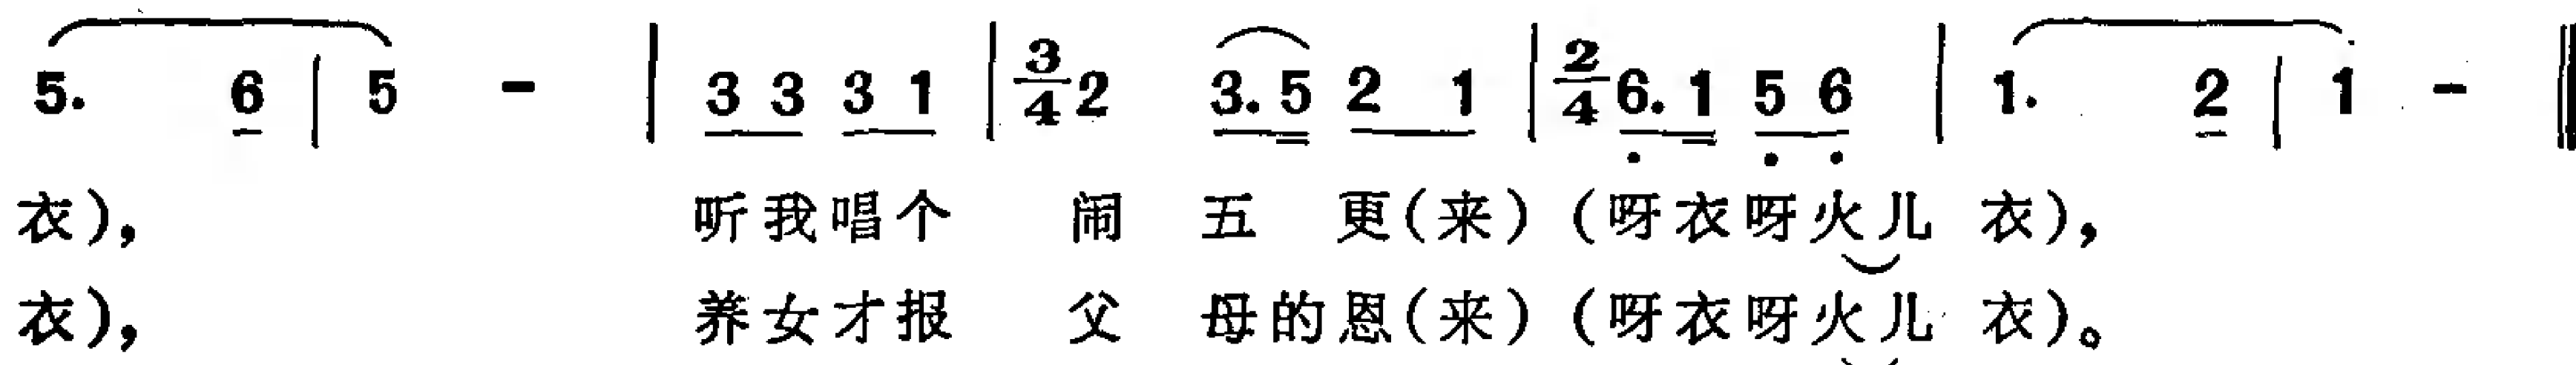 5. 6 | 5 - | 3 3 3 1 | 3/4 2 3. 5 2 1 | 2/4 6. 1 5 6 | 1. 2 | 1 - ‖
衣)， 听我唱个 闹 五 更(来)(呀衣呀火儿 衣)，
衣)， 养女才报 父 母的恩(来)(呀衣呀火儿 衣)。